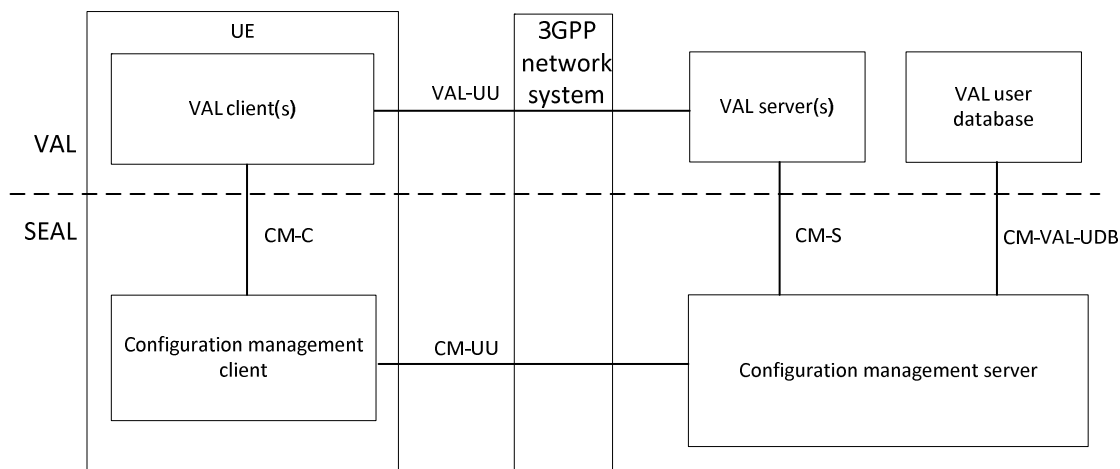 UE
3GPP
network
system
VAL client(s)
VAL-UU
VAL server(s)
VAL user
database
VAL
SEAL
CM-C
CM-S
CM-VAL-UDB
Configuration management
client
CM-UU
Configuration management server